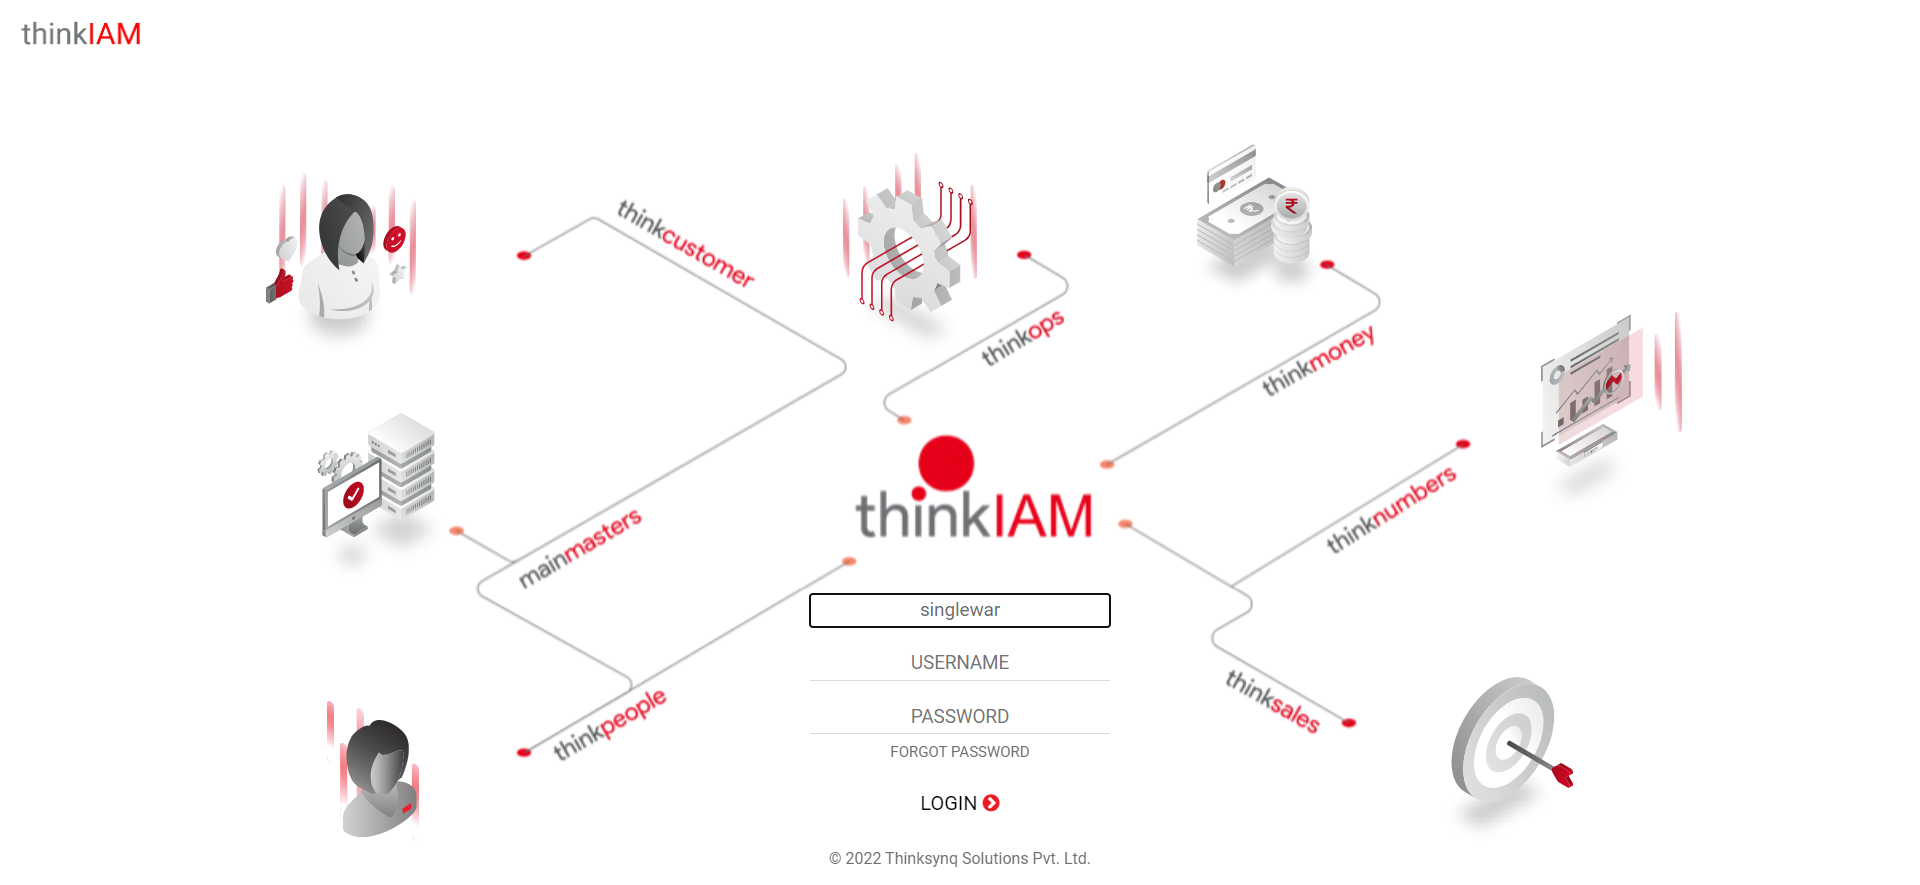 thinkIAM
thinkcustomer
thinkops
thinkmoney
thinknumbers
mainmasters
thinkIAM
singlewar
USERNAME
thinkpeople
thinksales
PASSWORD
FORGOT PASSWORD
LOGIN
© 2022 Thinksynq Solutions Pvt. Ltd.